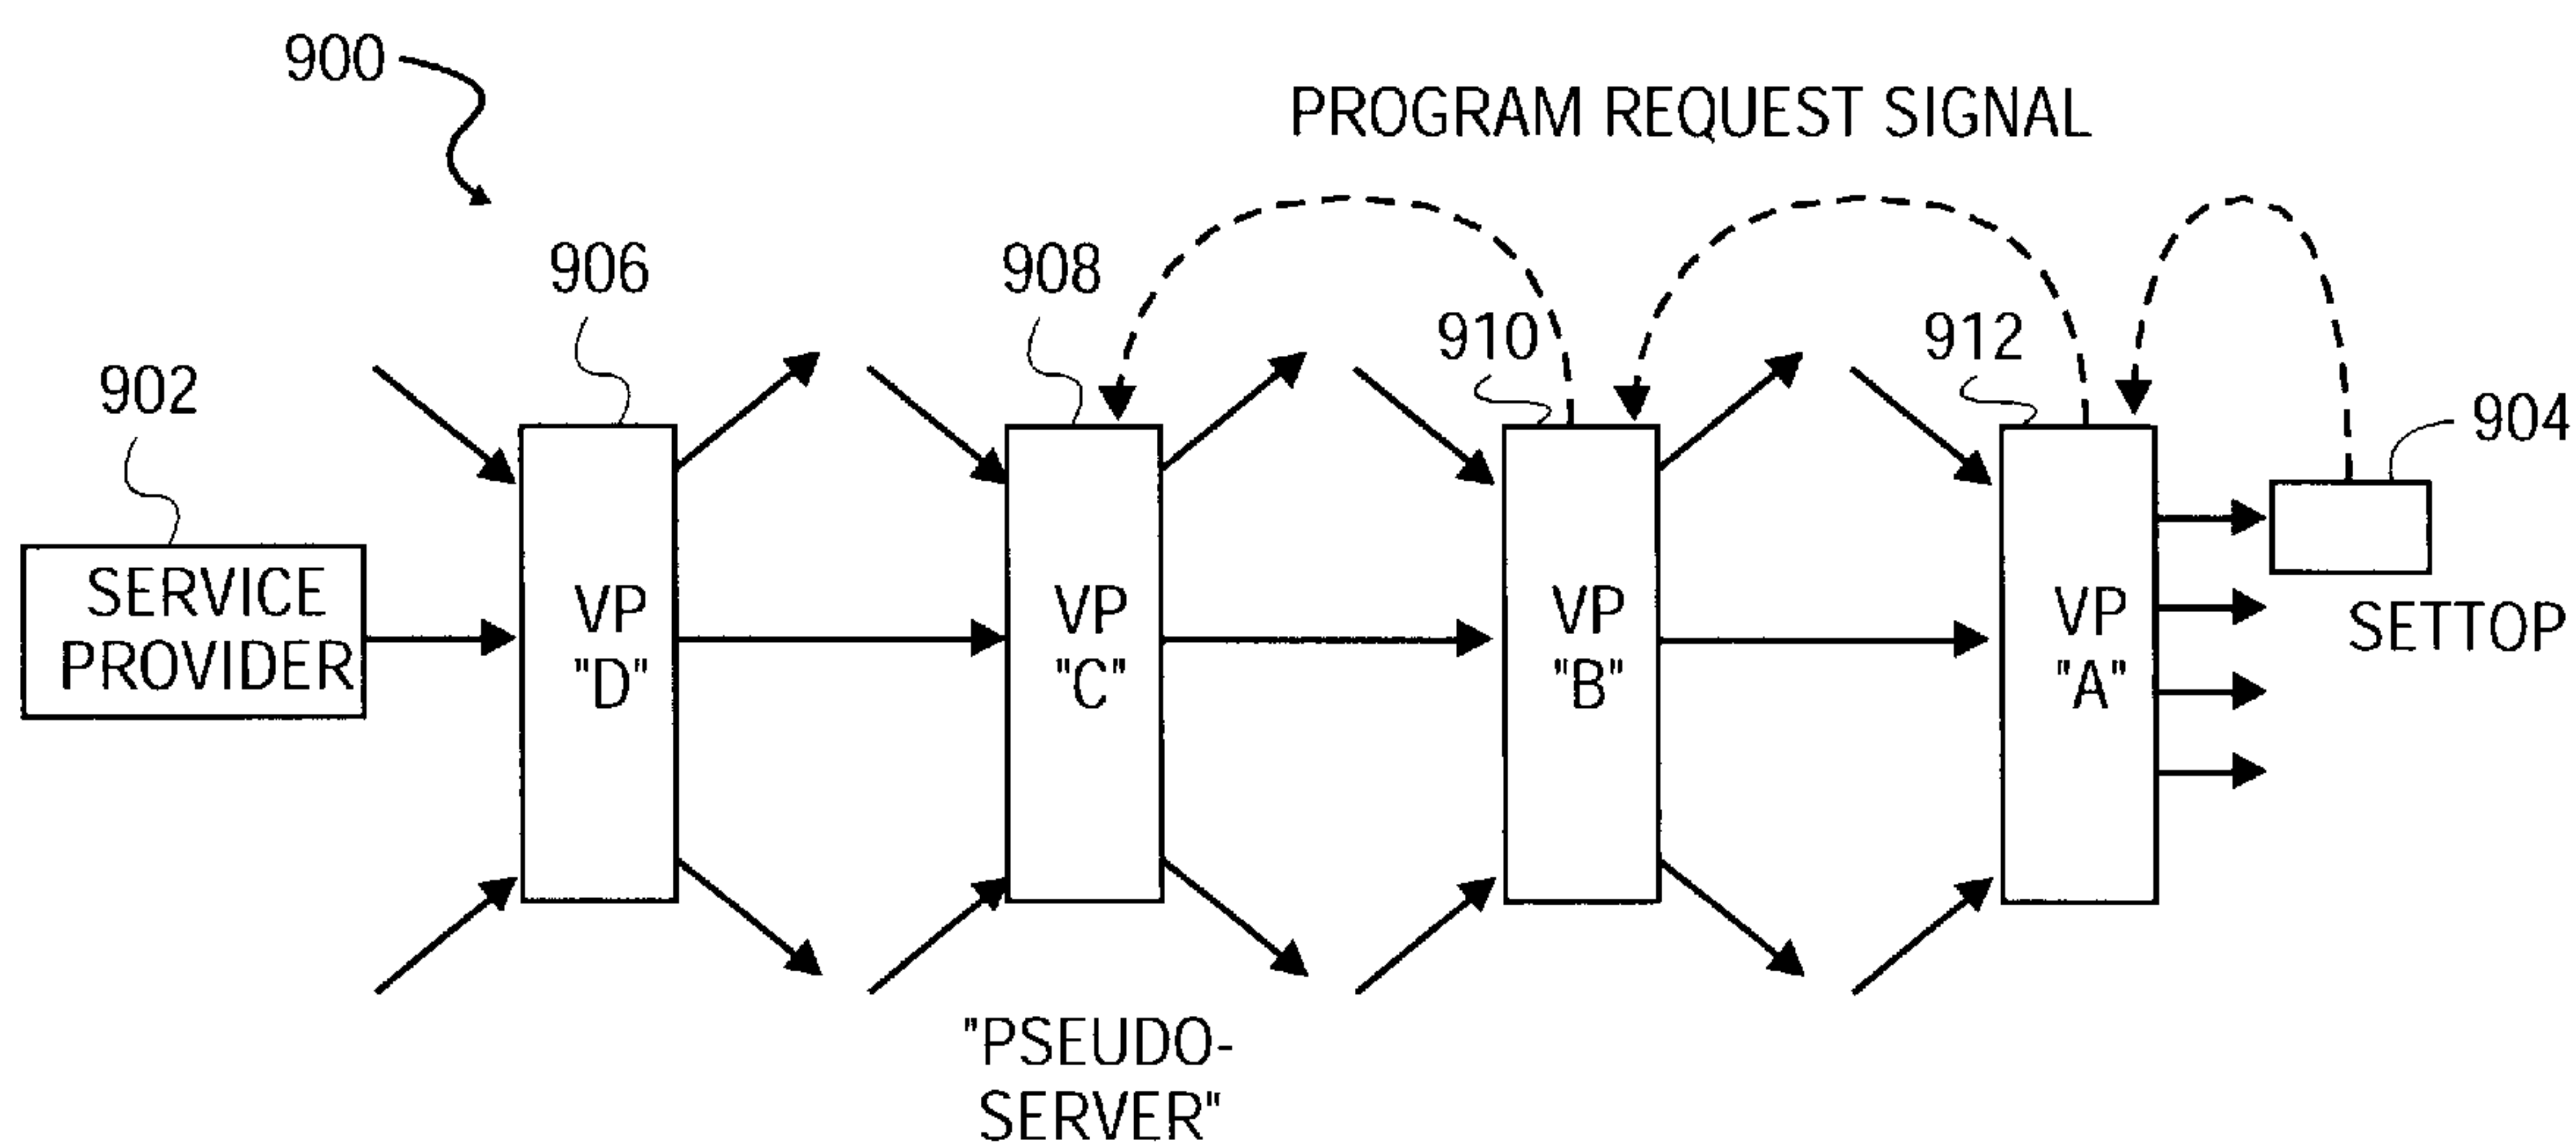 900
PROGRAM REQUEST SIGNAL
906
908
910
912
902
904
SERVICE
PROVIDER
VP
"D"
VP
"C"
VP
"B"
VP
"A"
SETTOP
"PSEUDO-
SERVER"